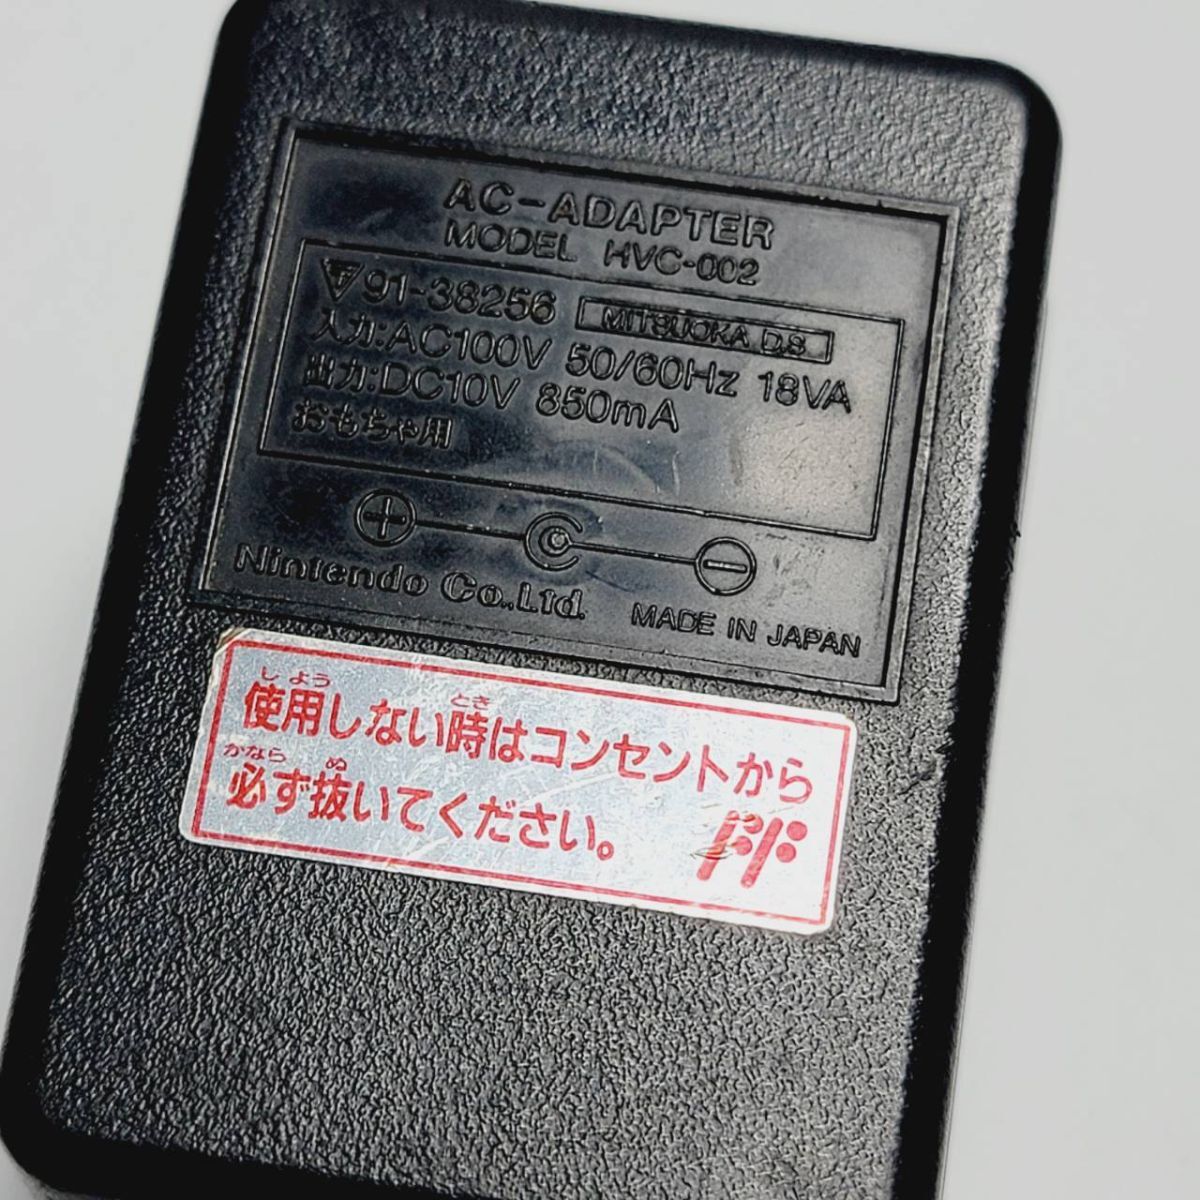 AC-ADAPTER
MODEL HVC-002
91-38256 MITSUOKA D.S
入力:AC100V 50/60Hz 18VA
出力:DC10V 850mA
おもちゃ用
Nintendo Co.,Ltd.
MADE IN JAPAN
しよう とき
使用しない時はコンセントから
かなら ぬ
必ず抜いてください。